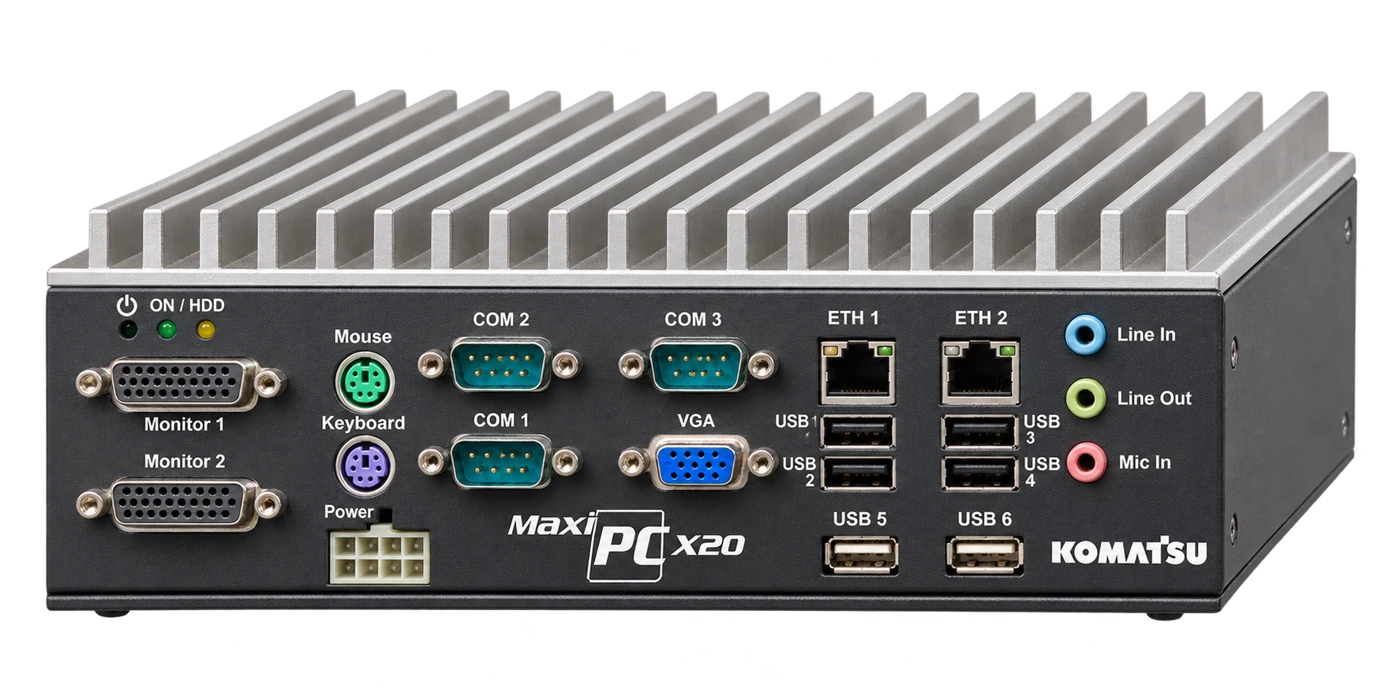 ON / HDD
Monitor 1
Monitor 2
Mouse
Keyboard
Power
COM 2
COM 1
COM 3
VGA
ETH 1
ETH 2
USB 1
USB
2
USB
3
USB
4
USB 5
USB 6
Line In
Line Out
Mic In
Maxi PC X20
KOMATSU